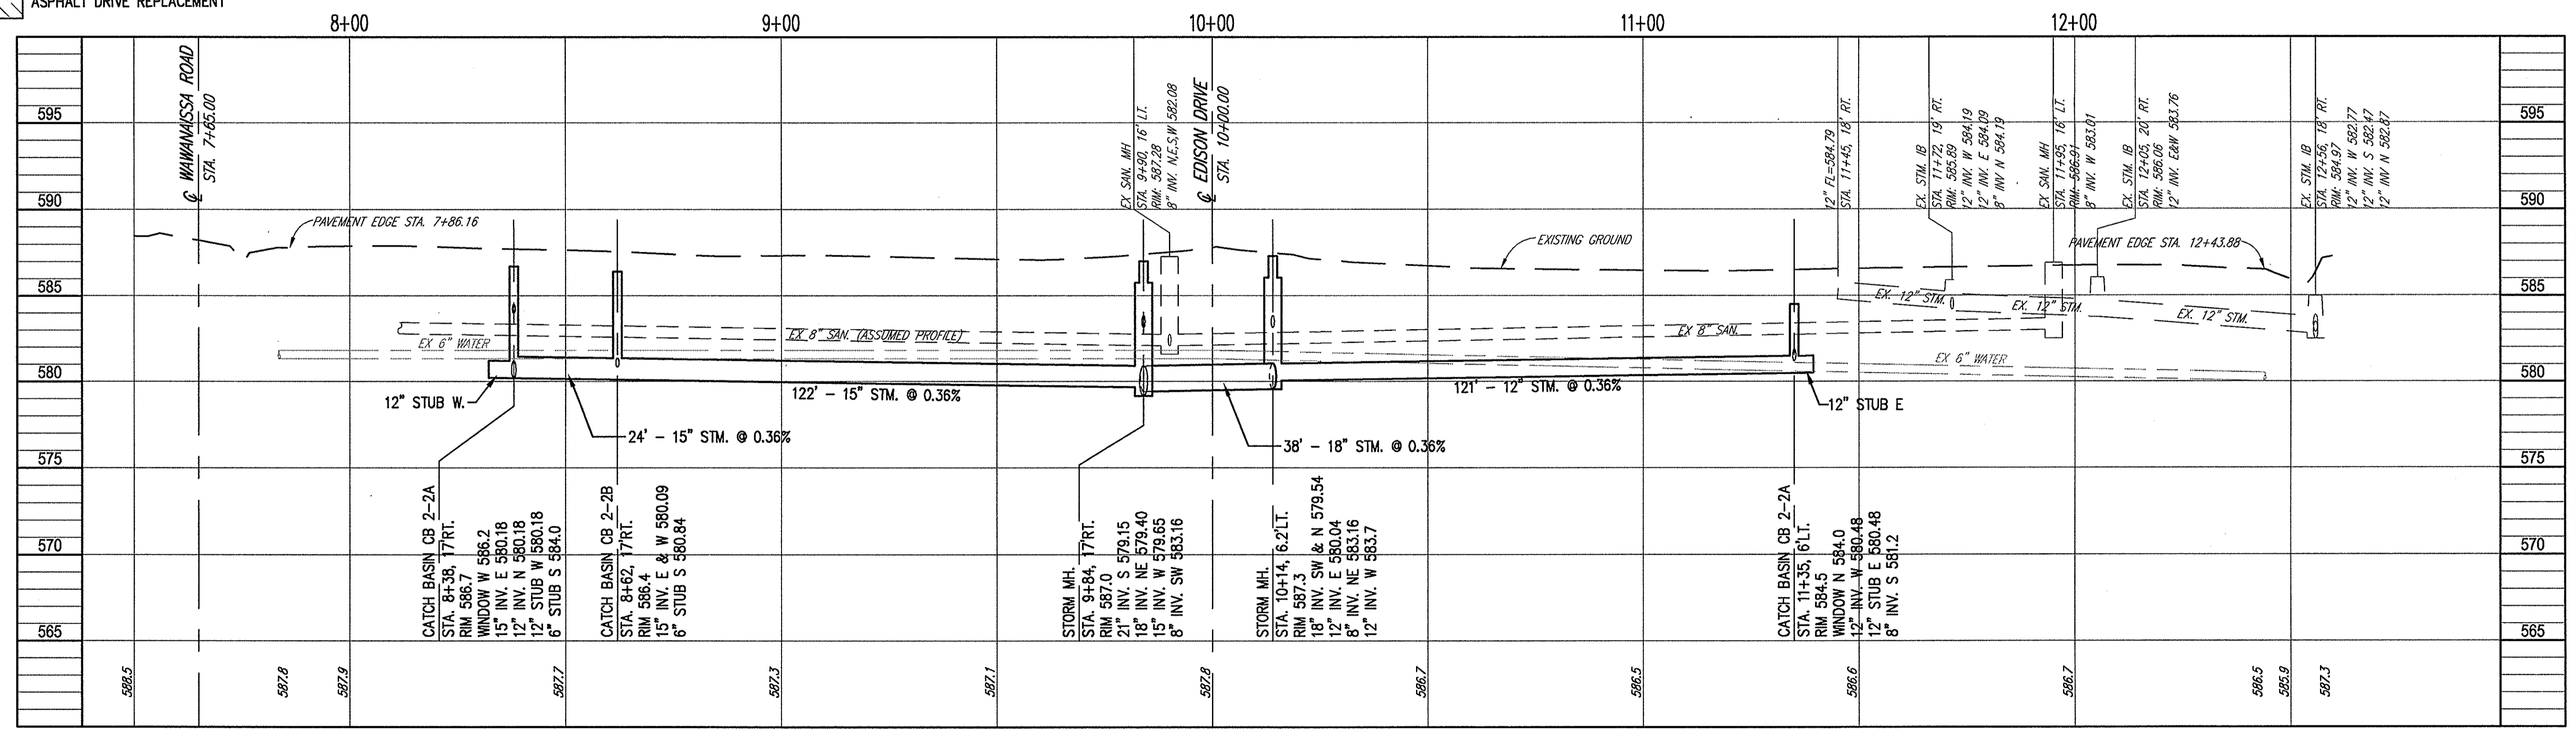 ASPHALT DRIVE REPLACEMENT
8+00
9+00
10+00
11+00
12+00
℄ WAWANAISSA ROAD
STA. 7+65.00
EX SAN. MH
STA. 9+90, 16' LT.
RIM: 587.28
8" INV. N,E,S,W 582.08
℄ EDISON DRIVE
STA. 10+00.00
12" FL=584.79
STA. 11+45, 18' RT.
EX. STM. IB
STA. 11+72, 19' RT.
RIM: 585.89
12" INV. W 584.19
12" INV. E 584.09
8" INV N 584.19
EX SAN. MH
STA. 11+95, 16' LT.
RIM: 586.91
8" INV. W 583.01
EX. STM. IB
STA. 12+05, 20' RT.
RIM: 586.06
12" INV. E&W 583.76
EX. STM. IB
STA. 12+56, 18' RT.
RIM: 584.97
12" INV. W 582.77
12" INV. S 582.47
12" INV N 582.87
595
595
590
590
585
585
580
580
575
575
570
570
565
565
PAVEMENT EDGE STA. 7+86.16
EXISTING GROUND
PAVEMENT EDGE STA. 12+43.88
EX 6" WATER
EX 8" SAN. (ASSUMED PROFILE)
EX 8" SAN.
EX. 12" STM.
EX. 12" STM.
EX. 12" STM.
EX 6" WATER
12" STUB W.
122' - 15" STM. @ 0.36%
121' - 12" STM. @ 0.36%
12" STUB E
24' - 15" STM. @ 0.36%
38' - 18" STM. @ 0.36%
CATCH BASIN CB 2-2A
STA. 8+38, 17'RT.
RIM 586.7
WINDOW W 586.2
15" INV. E 580.18
12" INV. N 580.18
12" STUB W 580.18
6" STUB S 584.0
CATCH BASIN CB 2-2B
STA. 8+62, 17'RT.
RIM 586.4
15" INV. E & W 580.09
6" STUB S 580.84
STORM MH.
STA. 9+84, 17'RT.
RIM 587.0
21" INV. S 579.15
18" INV. NE 579.40
15" INV. W 579.65
8" INV. SW 583.16
STORM MH.
STA. 10+14, 6.2'LT.
RIM 587.3
18" INV. SW & N 579.54
12" INV. E 580.04
8" INV. NE 583.16
12" INV. W 583.7
CATCH BASIN CB 2-2A
STA. 11+35, 6'LT.
RIM 584.5
WINDOW N 584.0
12" INV. W 580.48
12" STUB E 580.48
8" INV. S 581.2
588.5
587.8
587.9
587.7
587.3
587.1
587.8
586.7
586.5
586.6
586.7
586.5
585.9
587.3